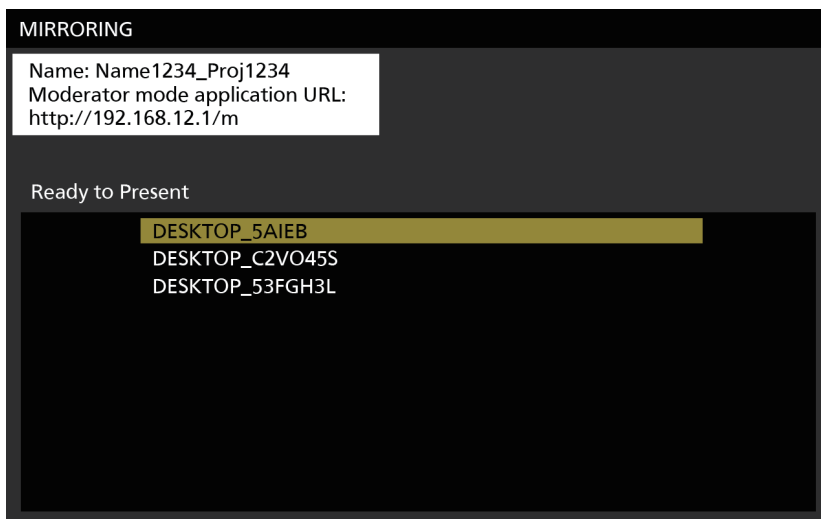 MIRRORING
Name: Name1234_Proj1234
Moderator mode application URL:
http://192.168.12.1/m
Ready to Present
DESKTOP_5AIEB
DESKTOP_C2VO45S
DESKTOP_53FGH3L